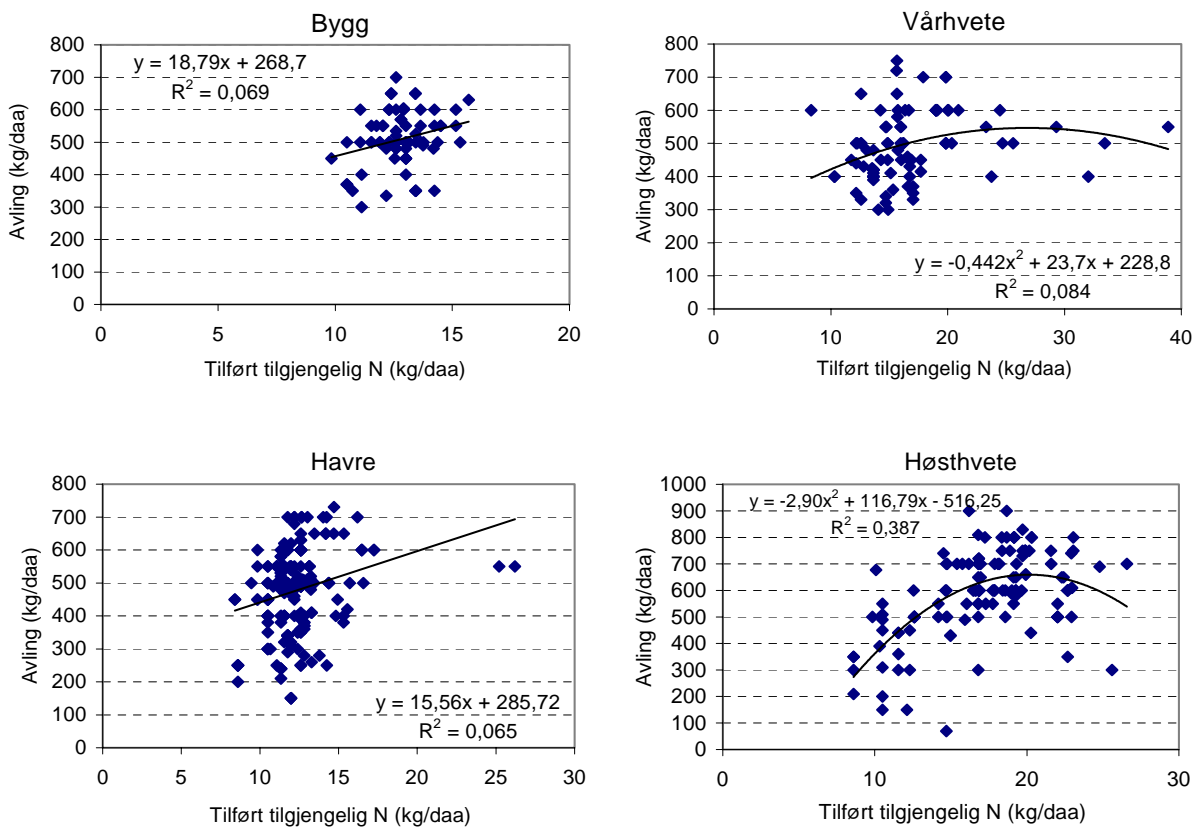 Bygg
y = 18,79x + 268,7
R² = 0,069
800
700
600
500
400
300
200
100
0
0 5 10 15 20
Avling (kg/daa)
Tilført tilgjengelig N (kg/daa)
Vårhvete
800
700
600
500
400
300
200
100
0
y = -0,442x² + 23,7x + 228,8
R² = 0,084
0 10 20 30 40
Avling (kg/daa)
Tilført tilgjengelig N (kg/daa)
Havre
800
700
600
500
400
300
200
100
0
y = 15,56x + 285,72
R² = 0,065
0 5 10 15 20 25 30
Avling (kg/daa)
Tilført tilgjengelig N (kg/daa)
Høsthvete
y = -2,90x² + 116,79x - 516,25
R² = 0,387
1000
900
800
700
600
500
400
300
200
100
0
0 10 20 30
Avling (kg/daa)
Tilført tilgjengelig N (kg/daa)